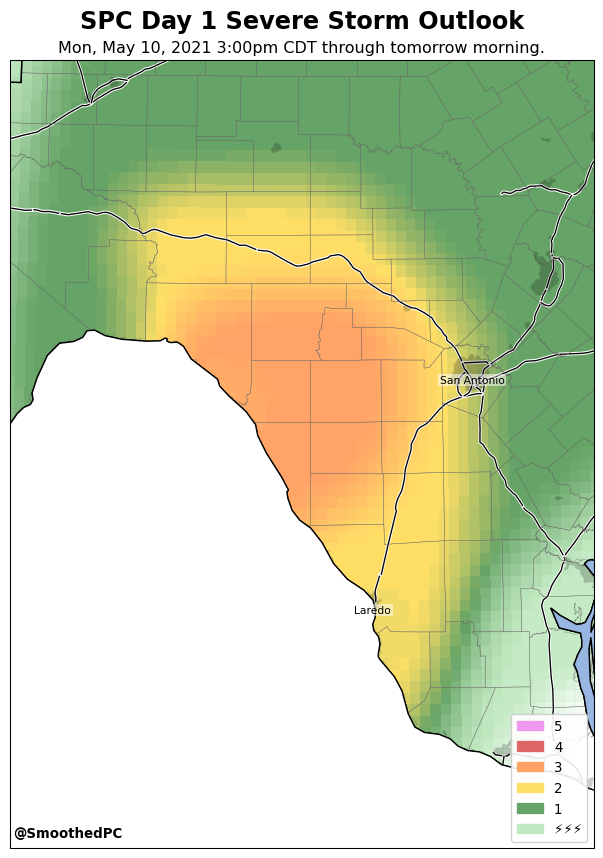 SPC Day 1 Severe Storm Outlook
Mon, May 10, 2021 3:00pm CDT through tomorrow morning.
San Antonio
Laredo
5
4
3
2
1
⚡⚡⚡
@SmoothedPC